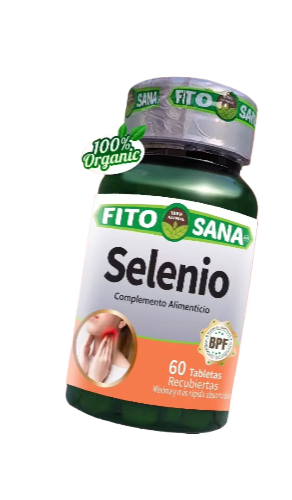 SANA
FITO
100%
Organic
FITO SANA
Selenio
Complemento Alimenticio
BPF
60 Tabletas
Recubiertas